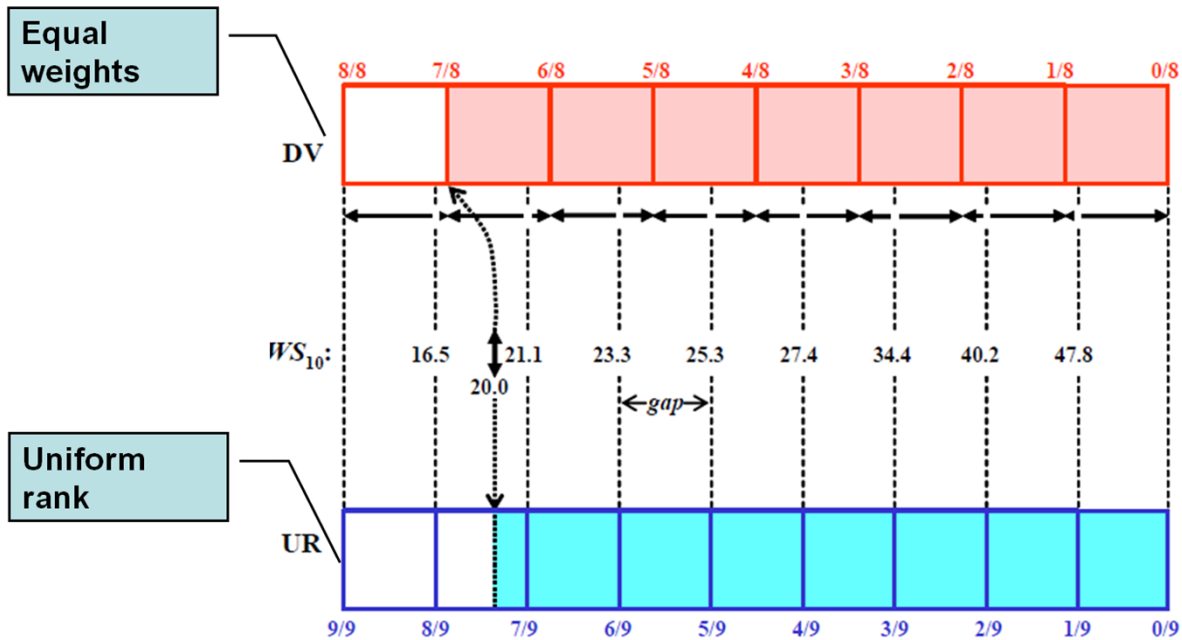 Equal
weights
8/8 7/8 6/8 5/8 4/8 3/8 2/8 1/8 0/8
DV
WS10: 16.5 21.1 23.3 25.3 27.4 34.4 40.2 47.8
20.0
gap
Uniform
rank
UR
9/9 8/9 7/9 6/9 5/9 4/9 3/9 2/9 1/9 0/9